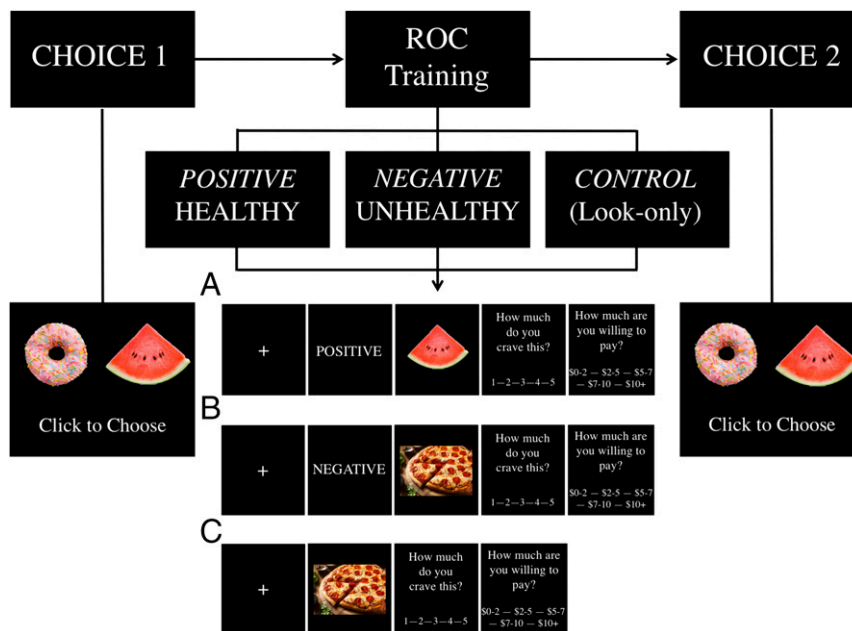 CHOICE 1
ROC
Training
CHOICE 2
POSITIVE
HEALTHY
NEGATIVE
UNHEALTHY
CONTROL
(Look-only)
Click to Choose
A
+
POSITIVE
How much
do you
crave this?
1—2—3—4—5
How much are
you willing to
pay?
$0-2 — $2-5 — $5-7
— $7-10 — $10+
B
+
NEGATIVE
How much
do you
crave this?
1—2—3—4—5
How much are
you willing to
pay?
$0-2 — $2-5 — $5-7
— $7-10 — $10+
C
+
How much
do you
crave this?
1—2—3—4—5
How much are
you willing to
pay?
$0-2 — $2-5 — $5-7
— $7-10 — $10+
Click to Choose